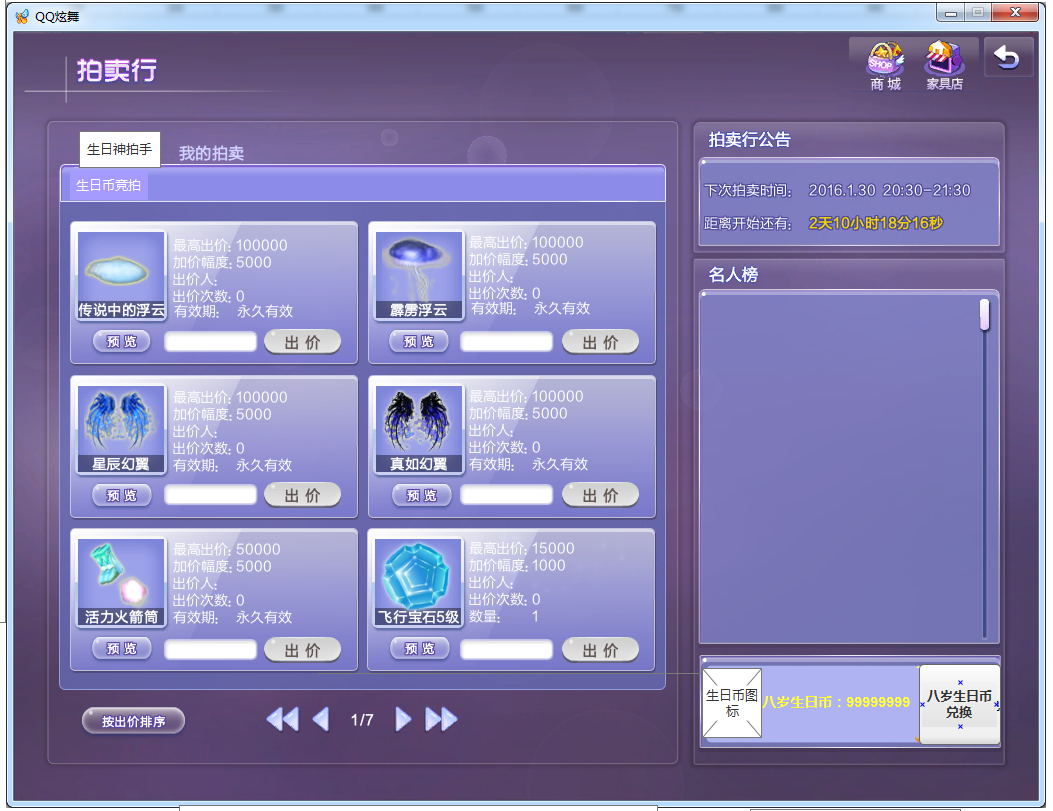 QQ炫舞
拍卖行
SHOP
商城
家具店
生日神拍手
我的拍卖
生日币竞拍
最高出价: 100000
加价幅度: 5000
出价人:
出价次数: 0
有效期: 永久有效
传说中的浮云
预览
出价
最高出价: 100000
加价幅度: 5000
出价人:
出价次数: 0
有效期: 永久有效
霹雳浮云
预览
出价
最高出价: 100000
加价幅度: 5000
出价人:
出价次数: 0
有效期: 永久有效
星辰幻翼
预览
出价
最高出价: 100000
加价幅度: 5000
出价人:
出价次数: 0
有效期: 永久有效
真如幻翼
预览
出价
最高出价: 50000
加价幅度: 5000
出价人:
出价次数: 0
有效期: 永久有效
活力火箭筒
预览
出价
最高出价: 15000
加价幅度: 1000
出价人:
出价次数: 0
数量: 1
飞行宝石5级
预览
出价
按出价排序
1/7
拍卖行公告
下次拍卖时间: 2016.1.30 20:30-21:30
距离开始还有: 2天10小时18分16秒
名人榜
生日币图
标
八岁生日币：99999999
八岁生日币
兑换